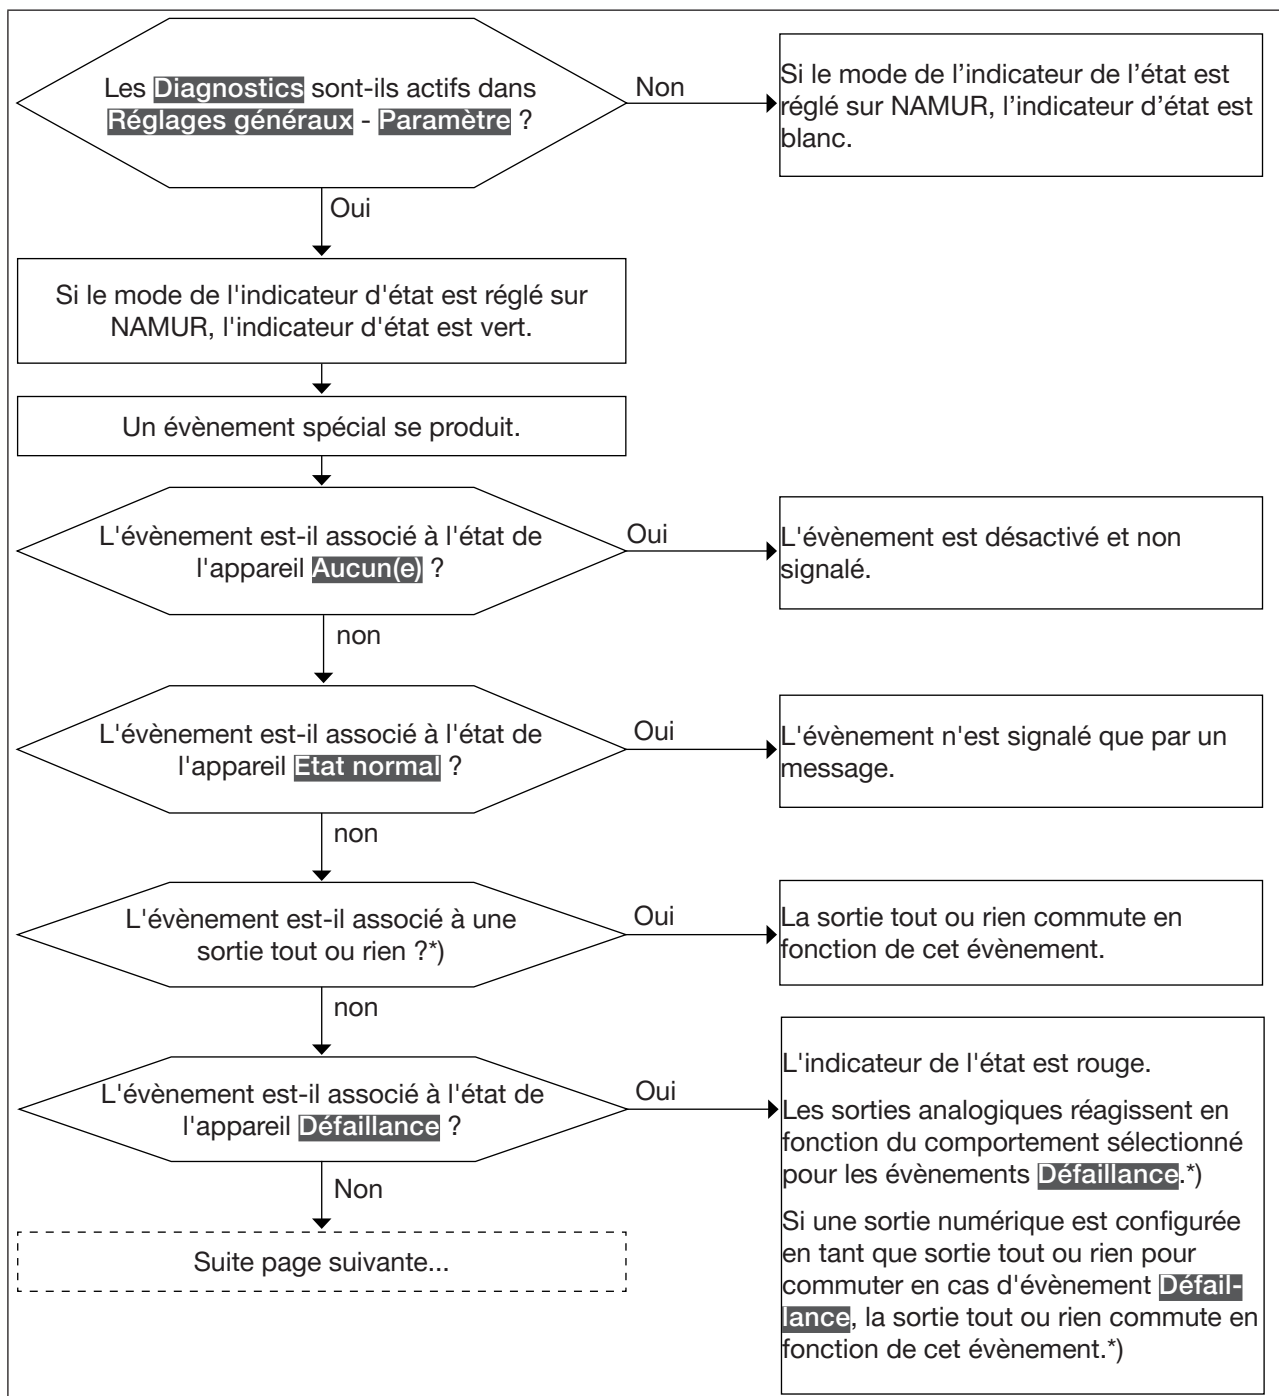 Les Diagnostics sont-ils actifs dans
Réglages généraux - Paramètre ?
Non
Si le mode de l’indicateur de l’état est
réglé sur NAMUR, l’indicateur d’état est
blanc.
Oui
Si le mode de l'indicateur d'état est réglé sur
NAMUR, l'indicateur d'état est vert.
Un évènement spécial se produit.
L'évènement est-il associé à l'état de
l'appareil Aucun(e) ?
Oui
L'évènement est désactivé et non
signalé.
non
L'évènement est-il associé à l'état de
l'appareil Etat normal ?
Oui
L'évènement n'est signalé que par un
message.
non
L'évènement est-il associé à une
sortie tout ou rien ?*)
Oui
La sortie tout ou rien commute en
fonction de cet évènement.
non
L'évènement est-il associé à l'état de
l'appareil Défaillance ?
Oui
L'indicateur de l'état est rouge.
Les sorties analogiques réagissent en
fonction du comportement sélectionné
pour les évènements Défaillance.*)
Si une sortie numérique est configurée
en tant que sortie tout ou rien pour
commuter en cas d'évènement Défail-
lance, la sortie tout ou rien commute en
fonction de cet évènement.*)
Non
Suite page suivante...